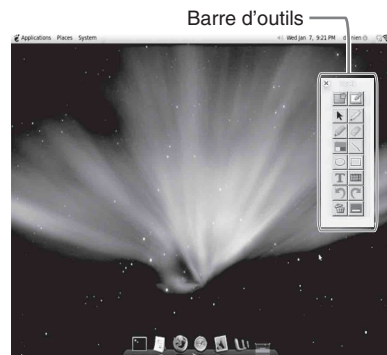 Barre d’outils
Applications Places System
Wed Jan 7, 9:21 PM
T